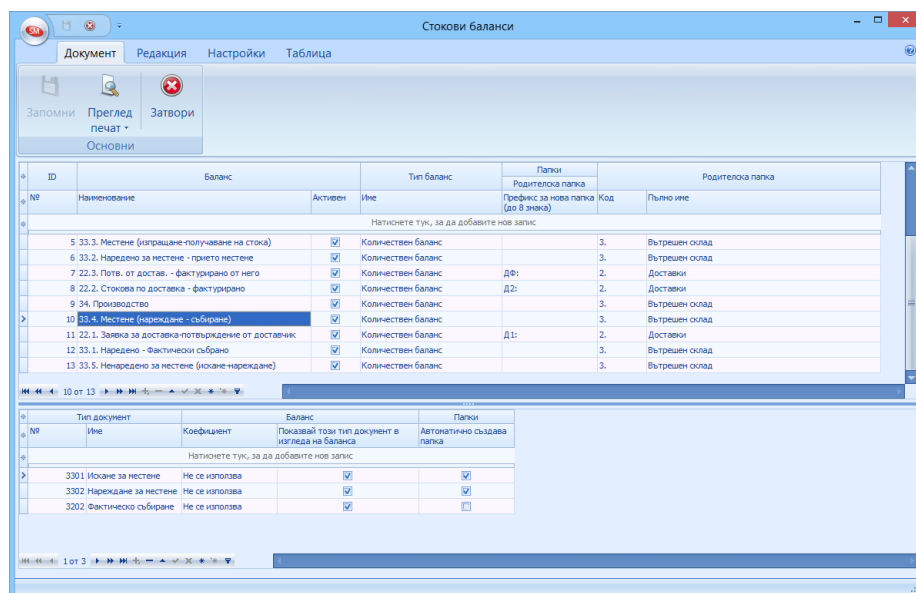 SM
Стокови баланси
Документ Редакция Настройки Таблица
Запомни Преглед печат Затвори
Основни
ID Баланс Тип баланс Папки Родителска папка
Родителска папка
№ Наименование Активен Име Префикс за нова папка (до 8 знака) Код Пълно име
Натиснете тук, за да добавите нов запис
5 33.3. Местене (изпращане-получаване на стока) Количествен баланс 3. Вътрешен склад
6 33.2. Наредено за местене - прието местене Количествен баланс 3. Вътрешен склад
7 22.3. Потв. от достав. - фактурирано от него Количествен баланс ДФ: 2. Доставки
8 22.2. Стокова по доставка - фактурирано Количествен баланс Д2: 2. Доставки
9 34. Производство Количествен баланс 3. Вътрешен склад
10 33.4. Местене (нареждане - събиране) Количествен баланс 3. Вътрешен склад
11 22.1. Заявка за доставка-потвърждение от доставчик Количествен баланс Д1: 2. Доставки
12 33.1. Наредено - Фактически събрано Количествен баланс 3. Вътрешен склад
13 33.5. Ненаредено за местене (искане-нареждане) Количествен баланс 3. Вътрешен склад
10 от 13
Тип документ Баланс Папки
№ Име Коефициент Показвай този тип документ в изгледа на баланса Автоматично създава папка
Натиснете тук, за да добавите нов запис
3301 Искане за местене Не се използва
3302 Нареждане за местене Не се използва
3202 Фактическо събиране Не се използва
1 от 3